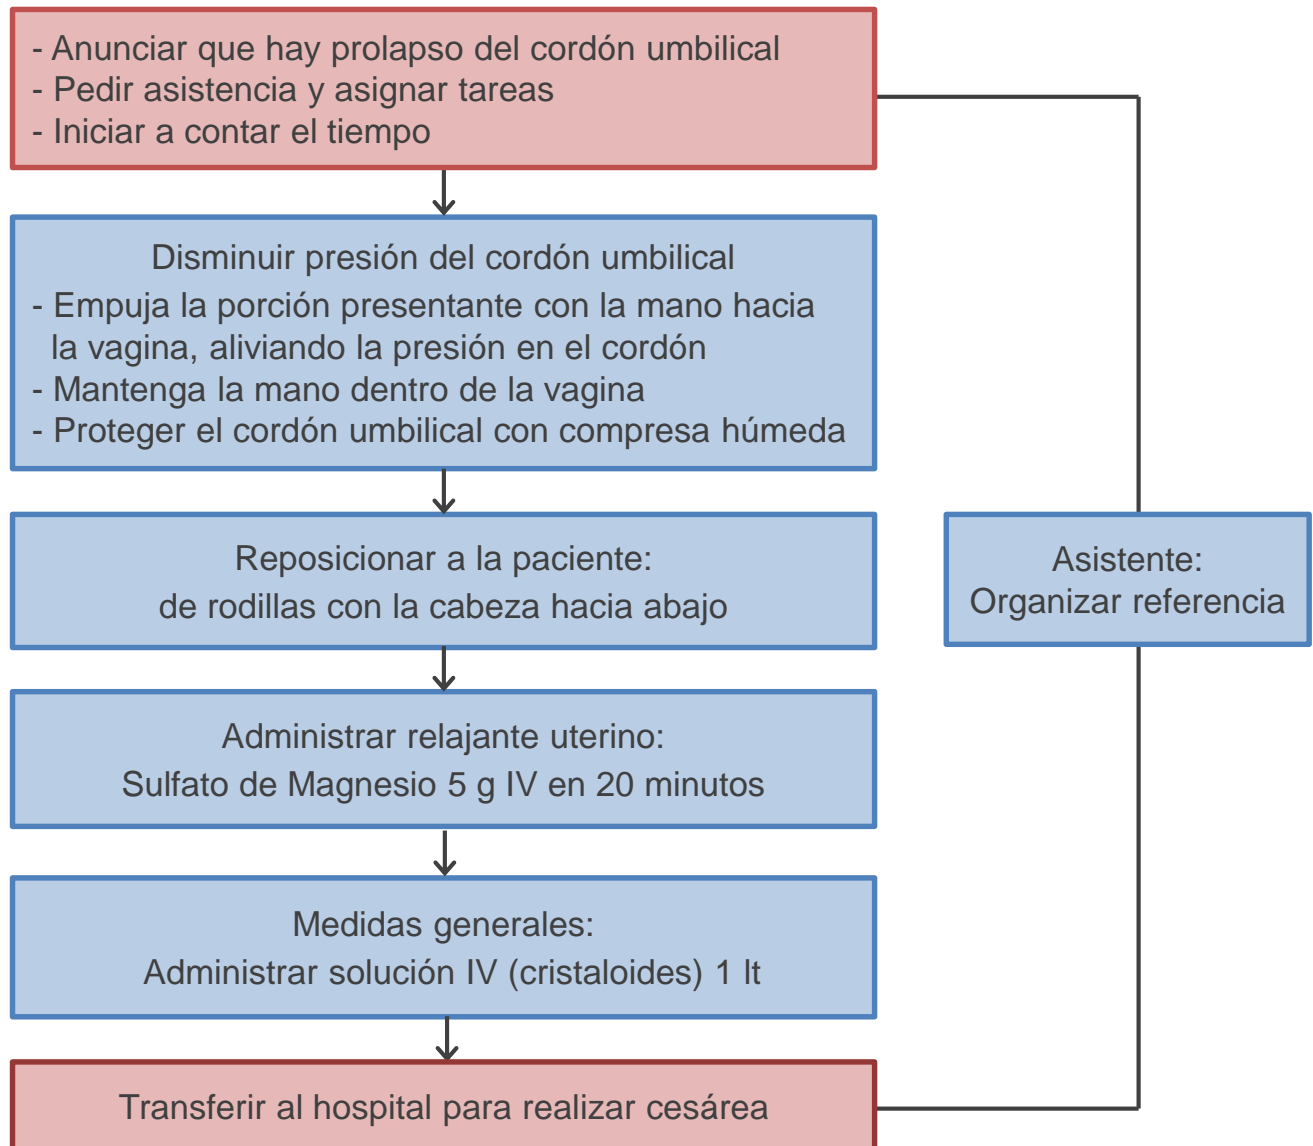 - Anunciar que hay prolapso del cordón umbilical
- Pedir asistencia y asignar tareas
- Iniciar a contar el tiempo
Disminuir presión del cordón umbilical
- Empuja la porción presentante con la mano hacia
la vagina, aliviando la presión en el cordón
- Mantenga la mano dentro de la vagina
- Proteger el cordón umbilical con compresa húmeda
Reposicionar a la paciente:
de rodillas con la cabeza hacia abajo
Asistente:
Organizar referencia
Administrar relajante uterino:
Sulfato de Magnesio 5 g IV en 20 minutos
Medidas generales:
Administrar solución IV (cristaloides) 1 lt
Transferir al hospital para realizar cesárea